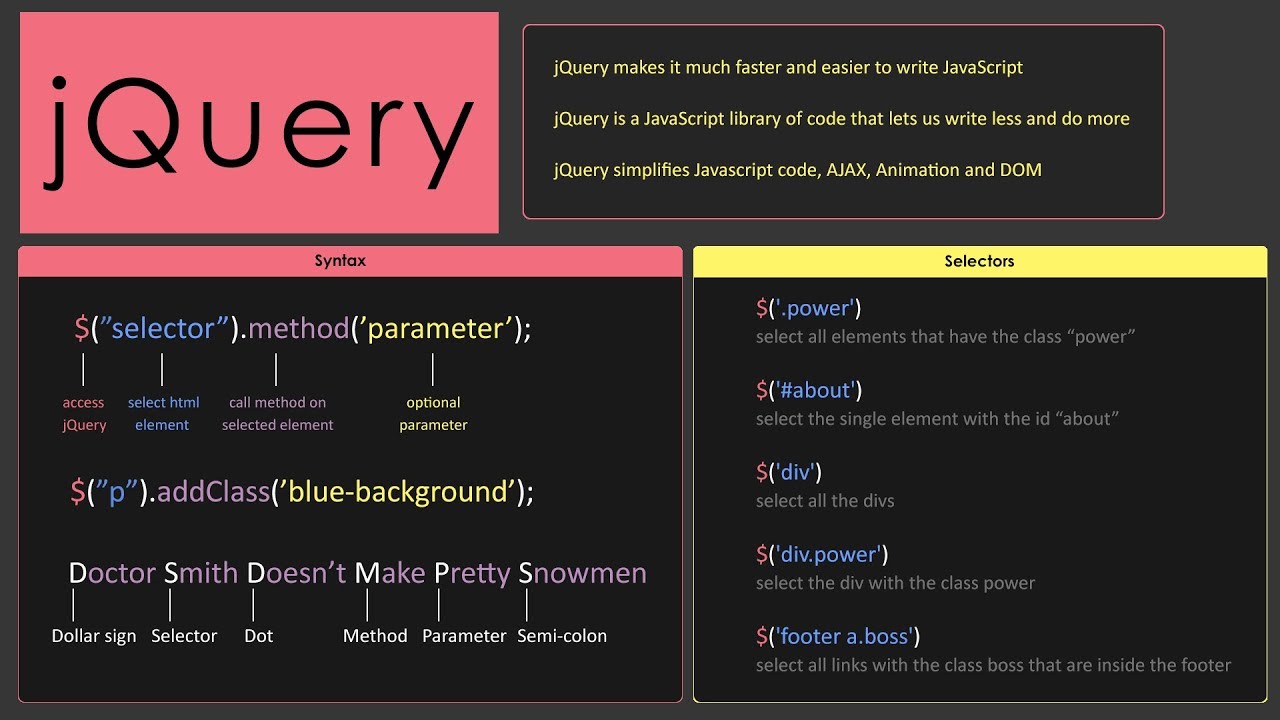 jQuery
jQuery makes it much faster and easier to write JavaScript
jQuery is a JavaScript library of code that lets us write less and do more
jQuery simplifies Javascript code, AJAX, Animation and DOM
Syntax
$(”selector”).method(’parameter’);
access select html call method on optional
jQuery element selected element parameter
$(”p”).addClass(’blue-background’);
Doctor Smith Doesn’t Make Pretty Snowmen
Dollar sign Selector Dot Method Parameter Semi-colon
Selectors
$('.power')
select all elements that have the class “power”
$('#about')
select the single element with the id “about”
$('div')
select all the divs
$('div.power')
select the div with the class power
$('footer a.boss')
select all links with the class boss that are inside the footer